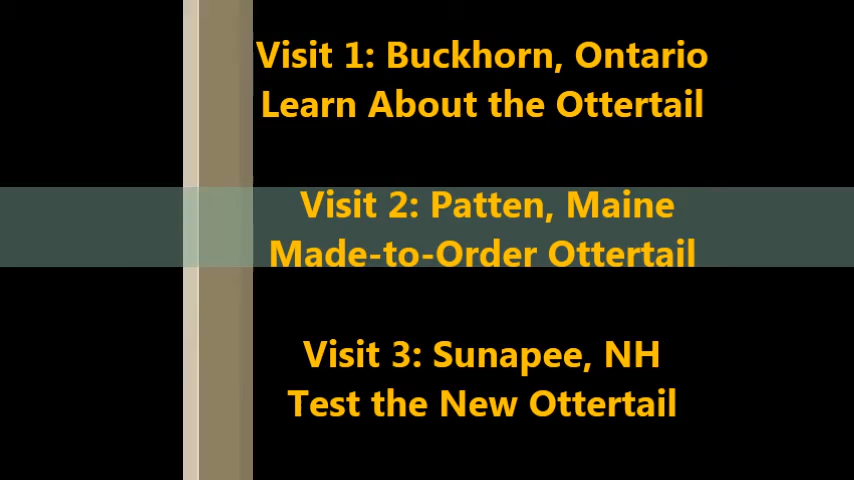 Visit 1: Buckhorn, Ontario
Learn About the Ottertail
Visit 2: Patten, Maine
Made-to-Order Ottertail
Visit 3: Sunapee, NH
Test the New Ottertail